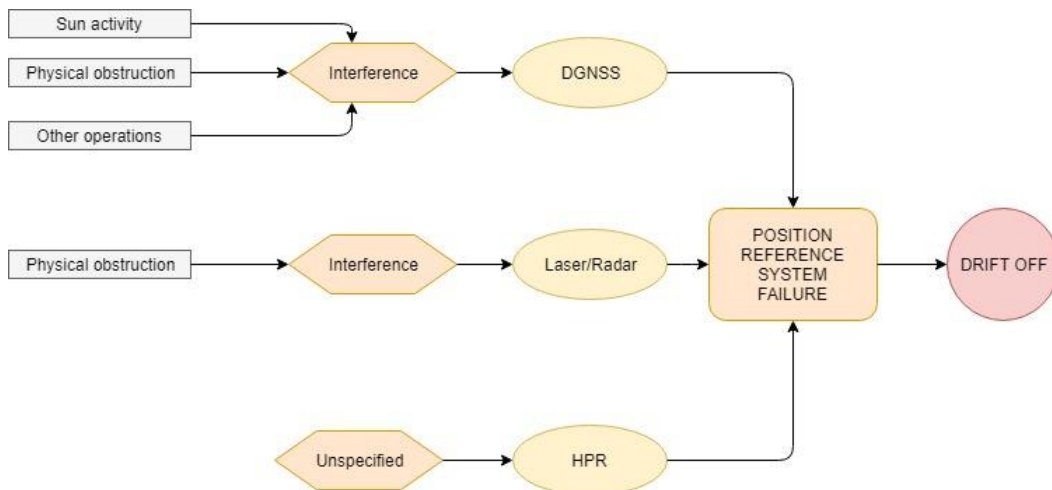 Sun activity
Physical obstruction
Other operations
Interference
DGNSS
Physical obstruction
Interference
Laser/Radar
POSITION
REFERENCE
SYSTEM
FAILURE
DRIFT OFF
Unspecified
HPR